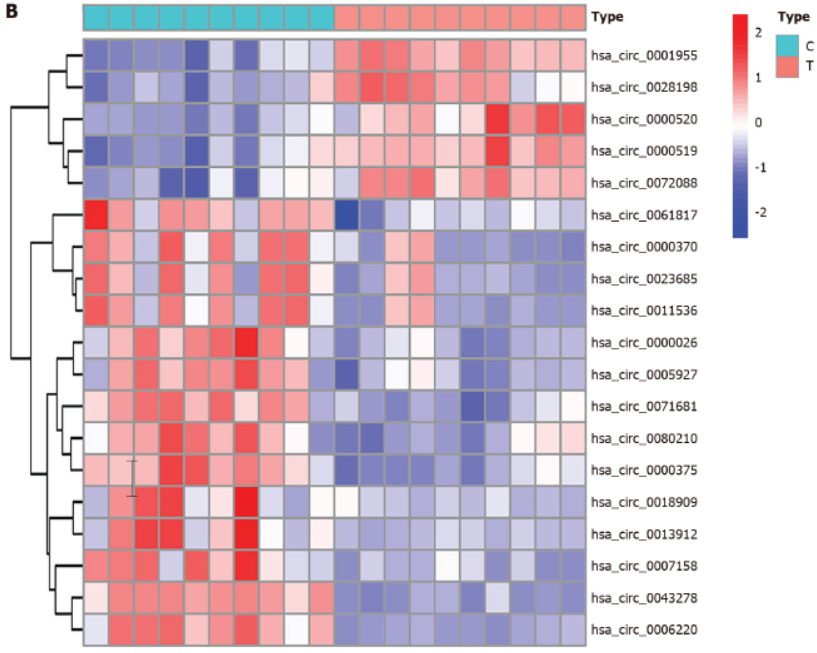 B
Type
hsa_circ_0001955
hsa_circ_0028198
hsa_circ_0000520
hsa_circ_0000519
hsa_circ_0072088
hsa_circ_0061817
hsa_circ_0000370
hsa_circ_0023685
hsa_circ_0011536
hsa_circ_0000026
hsa_circ_0005927
hsa_circ_0071681
hsa_circ_0080210
hsa_circ_0000375
hsa_circ_0018909
hsa_circ_0013912
hsa_circ_0007158
hsa_circ_0043278
hsa_circ_0006220
2
1
0
-1
-2
Type
C
T